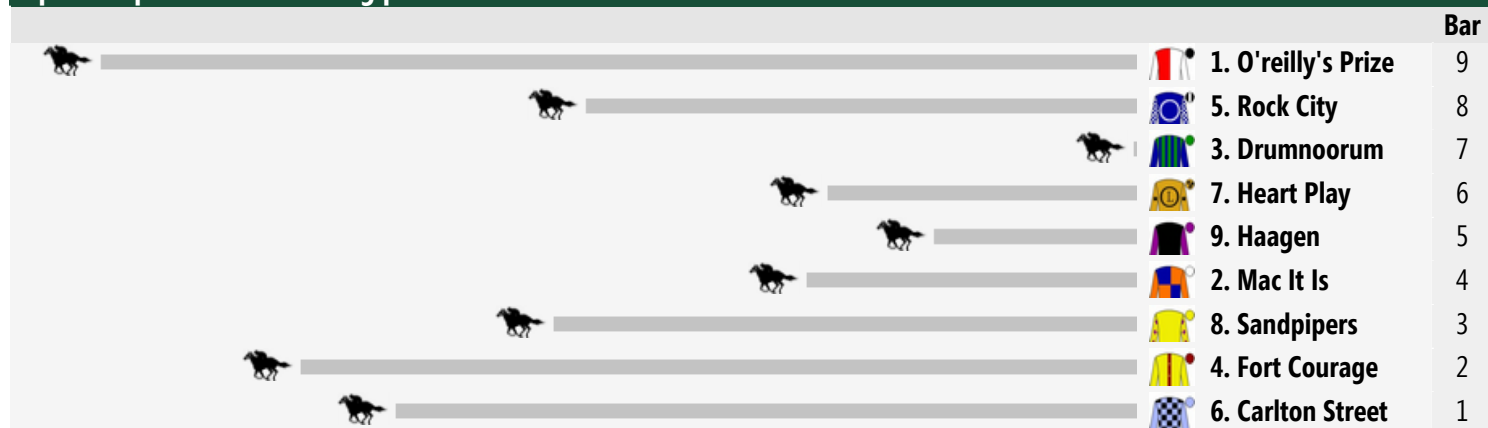 Bar
1. O'reilly's Prize 9
5. Rock City 8
3. Drumnoorum 7
7. Heart Play 6
9. Haagen 5
2. Mac It Is 4
8. Sandpipers 3
4. Fort Courage 2
6. Carlton Street 1